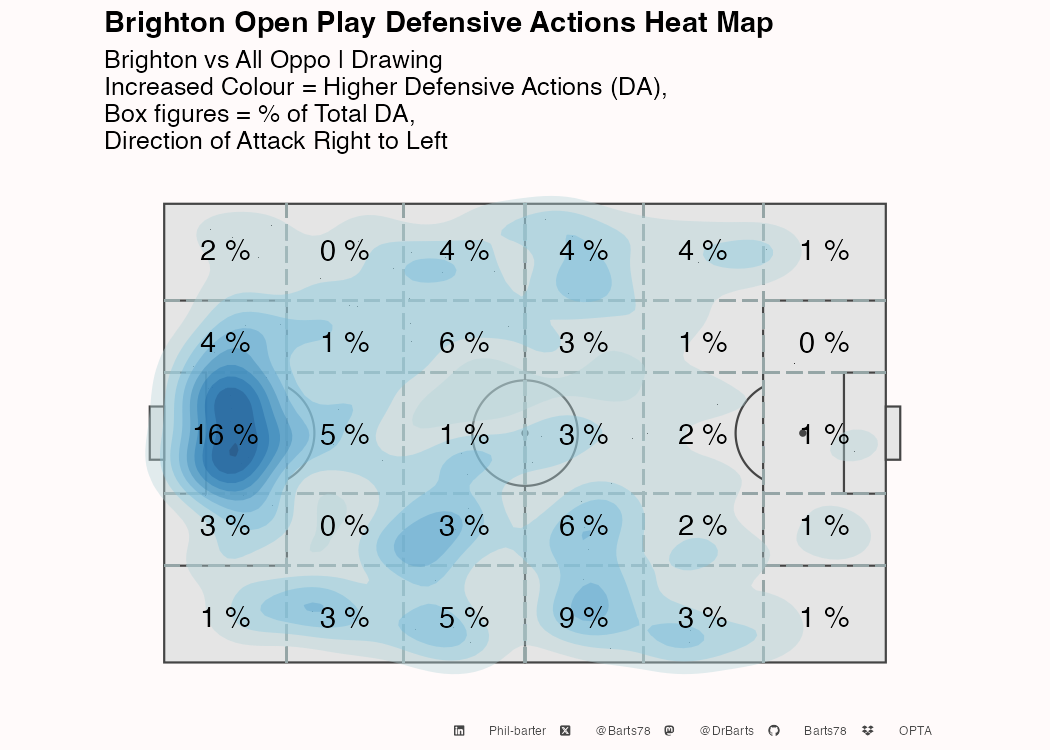 Brighton Open Play Defensive Actions Heat Map
Brighton vs All Oppo | Drawing
Increased Colour = Higher Defensive Actions (DA),
Box figures = % of Total DA,
Direction of Attack Right to Left
2 % 0 % 4 % 4 % 4 % 1 %
4 % 1 % 6 % 3 % 1 % 0 %
16 % 5 % 1 % 3 % 2 % 1 %
3 % 0 % 3 % 6 % 2 % 1 %
1 % 3 % 5 % 9 % 3 % 1 %
Phil-barter @Barts78 @DrBarts Barts78 OPTA